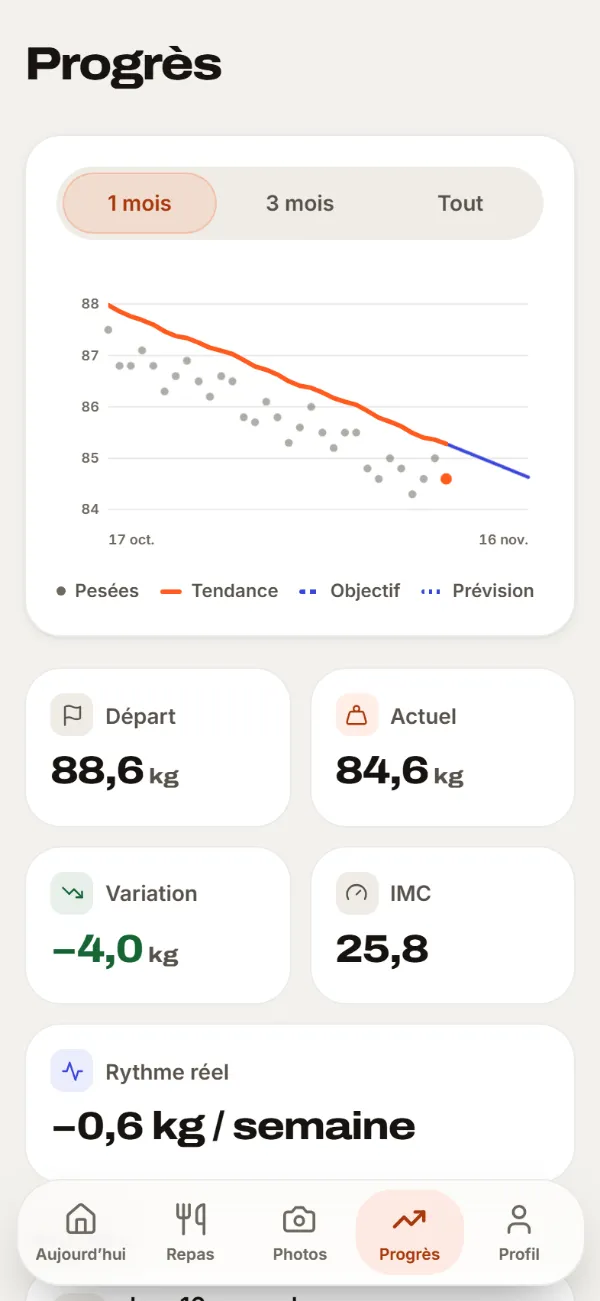 Progrès
1 mois 3 mois Tout
88
87
86
85
84
17 oct. 16 nov.
Pesées Tendance Objectif Prévision
Départ
88,6 kg
Actuel
84,6 kg
Variation
−4,0 kg
IMC
25,8
Rythme réel
−0,6 kg / semaine
Aujourd’hui Repas Photos Progrès Profil